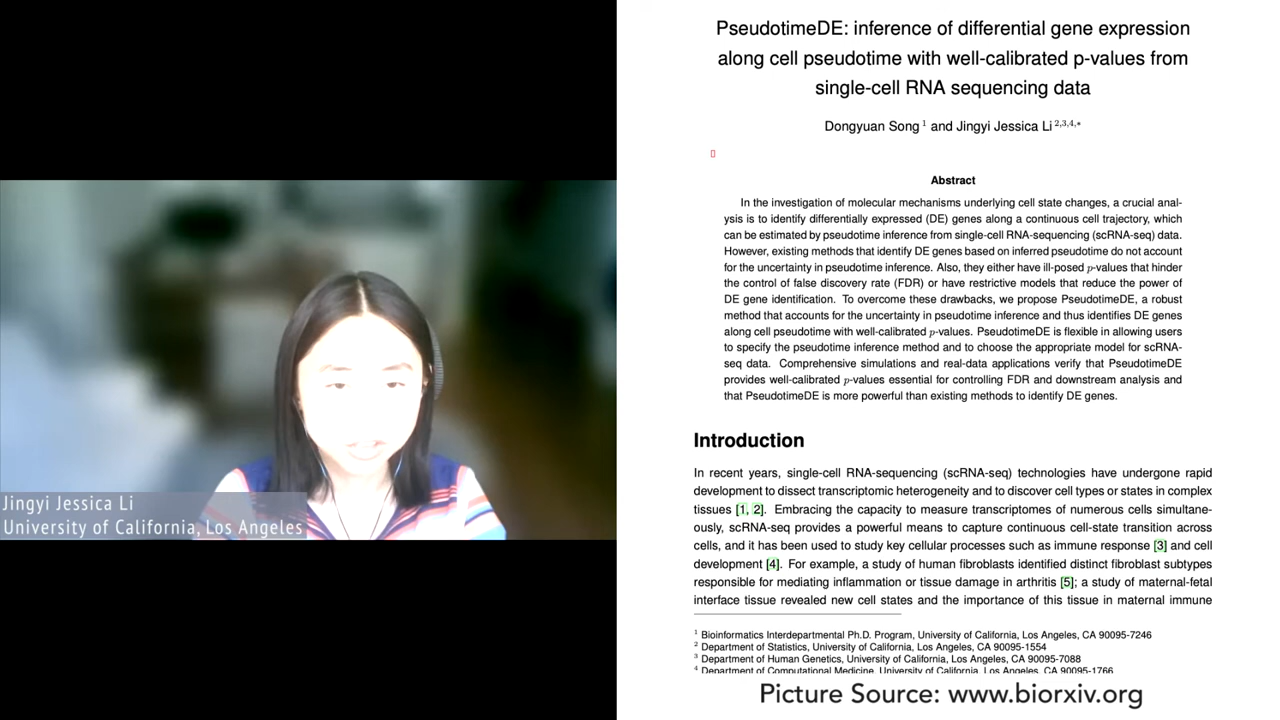 Jingyi Jessica Li
University of California, Los Angeles
PseudotimeDE: inference of differential gene expression
along cell pseudotime with well-calibrated p-values from
single-cell RNA sequencing data
Dongyuan Song 1 and Jingyi Jessica Li 2,3,4,*
Abstract
In the investigation of molecular mechanisms underlying cell state changes, a crucial anal-
ysis is to identify differentially expressed (DE) genes along a continuous cell trajectory, which
can be estimated by pseudotime inference from single-cell RNA-sequencing (scRNA-seq) data.
However, existing methods that identify DE genes based on inferred pseudotime do not account
for the uncertainty in pseudotime inference. Also, they either have ill-posed p-values that hinder
the control of false discovery rate (FDR) or have restrictive models that reduce the power of
DE gene identification. To overcome these drawbacks, we propose PseudotimeDE, a robust
method that accounts for the uncertainty in pseudotime inference and thus identifies DE genes
along cell pseudotime with well-calibrated p-values. PseudotimeDE is flexible in allowing users
to specify the pseudotime inference method and to choose the appropriate model for scRNA-
seq data. Comprehensive simulations and real-data applications verify that PseudotimeDE
provides well-calibrated p-values essential for controlling FDR and downstream analysis and
that PseudotimeDE is more powerful than existing methods to identify DE genes.
Introduction
In recent years, single-cell RNA-sequencing (scRNA-seq) technologies have undergone rapid
development to dissect transcriptomic heterogeneity and to discover cell types or states in complex
tissues [1, 2]. Embracing the capacity to measure transcriptomes of numerous cells simultane-
ously, scRNA-seq provides a powerful means to capture continuous cell-state transition across
cells, and it has been used to study key cellular processes such as immune response [3] and cell
development [4]. For example, a study of human fibroblasts identified distinct fibroblast subtypes
responsible for mediating inflammation or tissue damage in arthritis [5]; a study of maternal-fetal
interface tissue revealed new cell states and the importance of this tissue in maternal immune
1 Bioinformatics Interdepartmental Ph.D. Program, University of California, Los Angeles, CA 90095-7246
2 Department of Statistics, University of California, Los Angeles, CA 90095-1554
3 Department of Human Genetics, University of California, Los Angeles, CA 90095-7088
4 Department of Computational Medicine, University of California, Los Angeles, CA 90095-1766
Picture Source: www.biorxiv.org